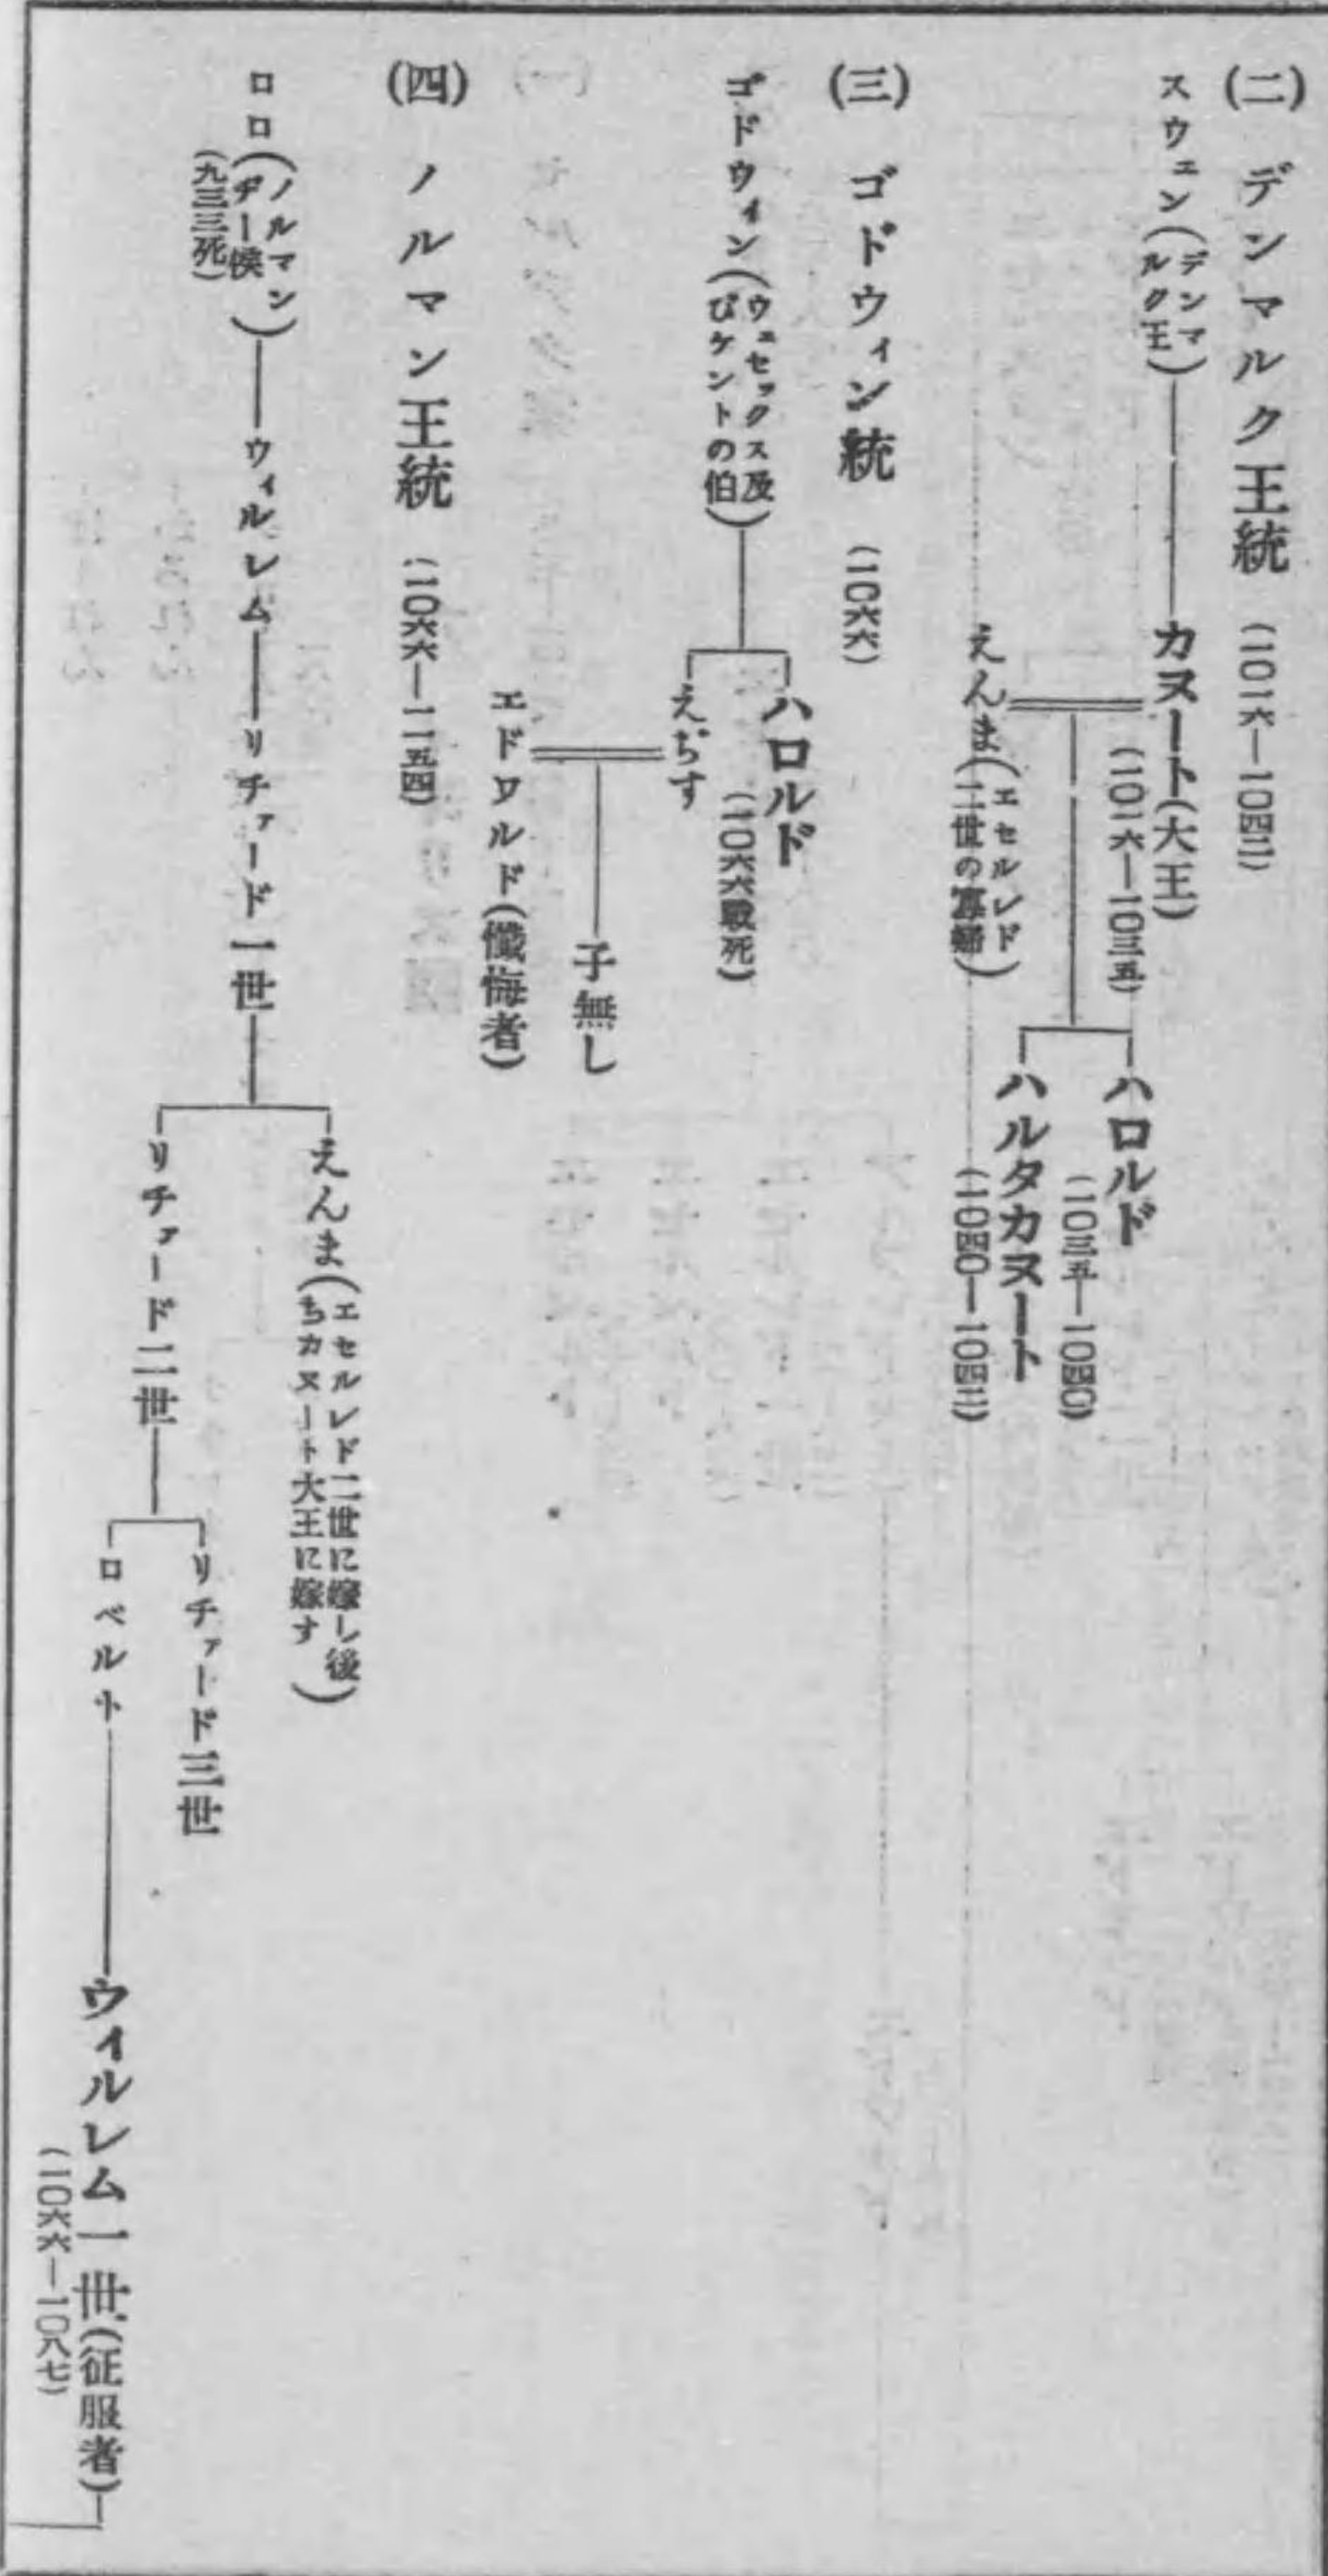 (二) デンマルク王統 (一〇一六―一〇四二)
スウェン(デンマルク王)
カヌート(大王)
(一〇一六―一〇三五)
えんま(エセルレド二世の寡婦)
ハロルド
(一〇三五―一〇四〇)
ハルタカヌート
(一〇四〇―一〇四二)
(三) ゴドウィン統 (一〇六六)
ゴドウィン(ウェセックス及びケントの伯)
ハロルド
(一〇六六戰死)
えぢす
子無し
エドワルド(懺悔者)
(四) ノルマン王統 (一〇六六―一一五四)
ロロ(ノルマンヂー侯)
(九三三死)
ウィルレム
リチァード一世
えんま(エセルレド二世に嫁し後ちカヌート大王に嫁す)
リチァード二世
リチァード三世
ロベルト
ウイルレム一世(征服者)
(一〇六六―一〇八七)